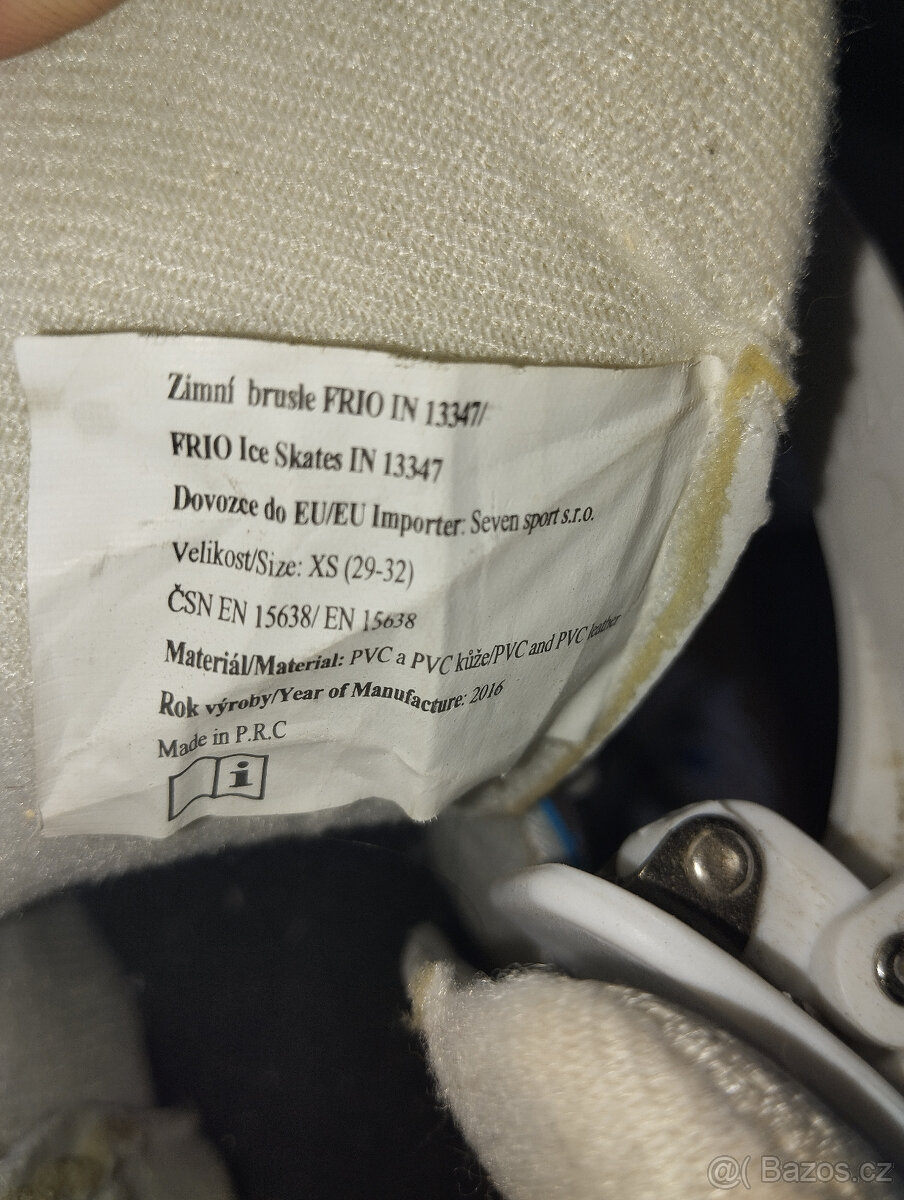 Zimní brusle FRIO IN 13347/
FRIO Ice Skates IN 13347
Dovozce do EU/EU Importer: Seven sport s.r.o.
Velikost/Size: XS (29-32)
ČSN EN 15638/ EN 15638
Materiál/Material: PVC a PVC kůže/PVC and PVC leather
Rok výroby/Year of Manufacture: 2016
Made in P.R.C
i
@( Bazos.cz